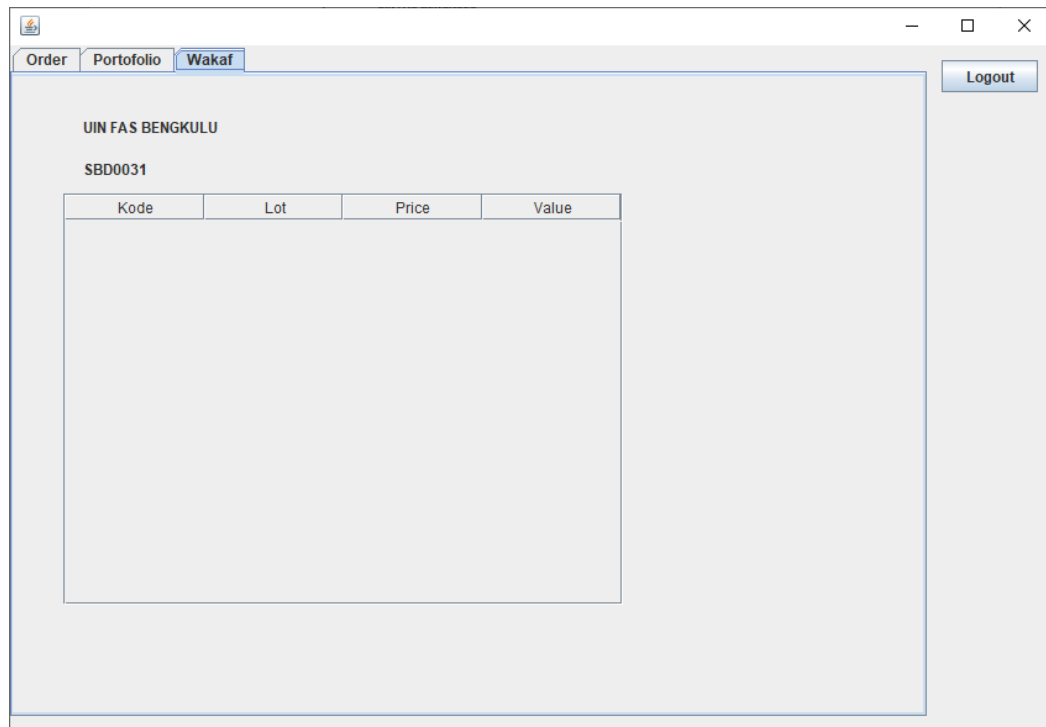 Order Portofolio Wakaf
Logout
UIN FAS BENGKULU
SBD0031
Kode Lot Price Value